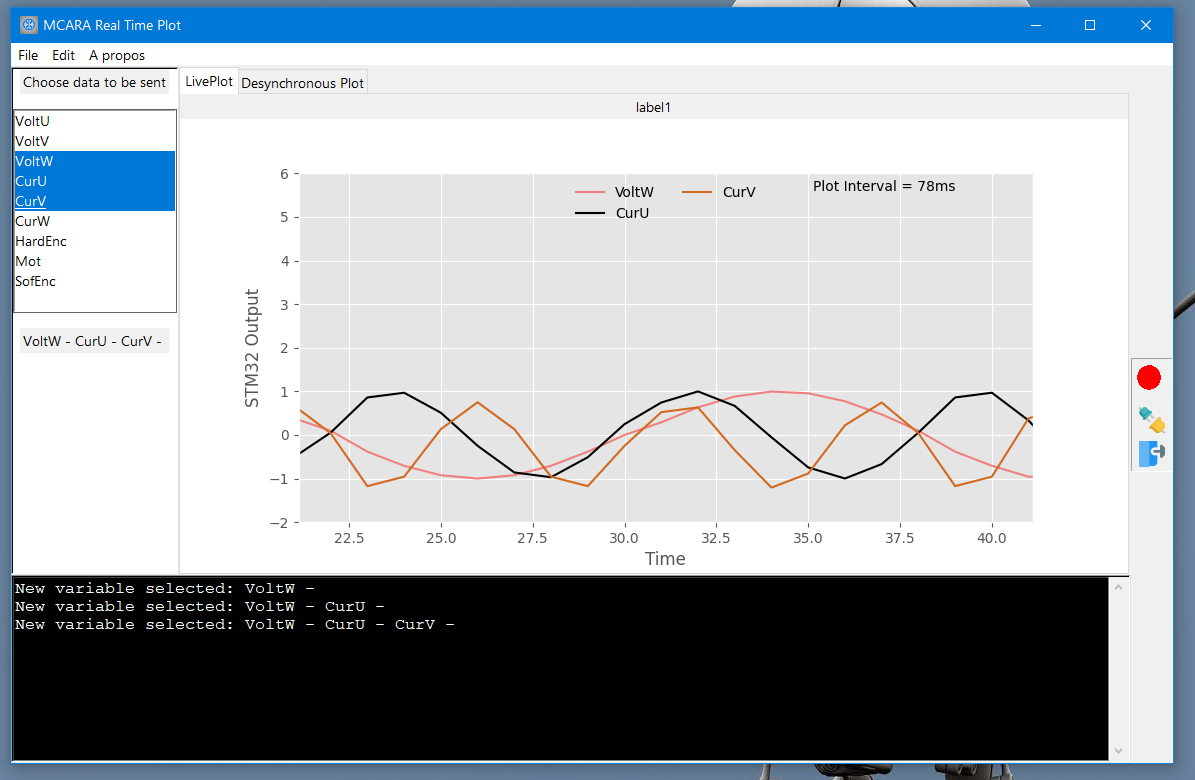 MCARA Real Time Plot
File Edit A propos
Choose data to be sent
LivePlot Desynchronous Plot
label1
VoltU
VoltV
VoltW
CurU
CurV
CurW
HardEnc
Mot
SofEnc
VoltW - CurU - CurV -
VoltW CurV
CurU
Plot Interval = 78ms
6
5
4
3
2
1
0
−1
−2
STM32 Output
22.5 25.0 27.5 30.0 32.5 35.0 37.5 40.0
Time
New variable selected: VoltW -
New variable selected: VoltW - CurU -
New variable selected: VoltW - CurU - CurV -